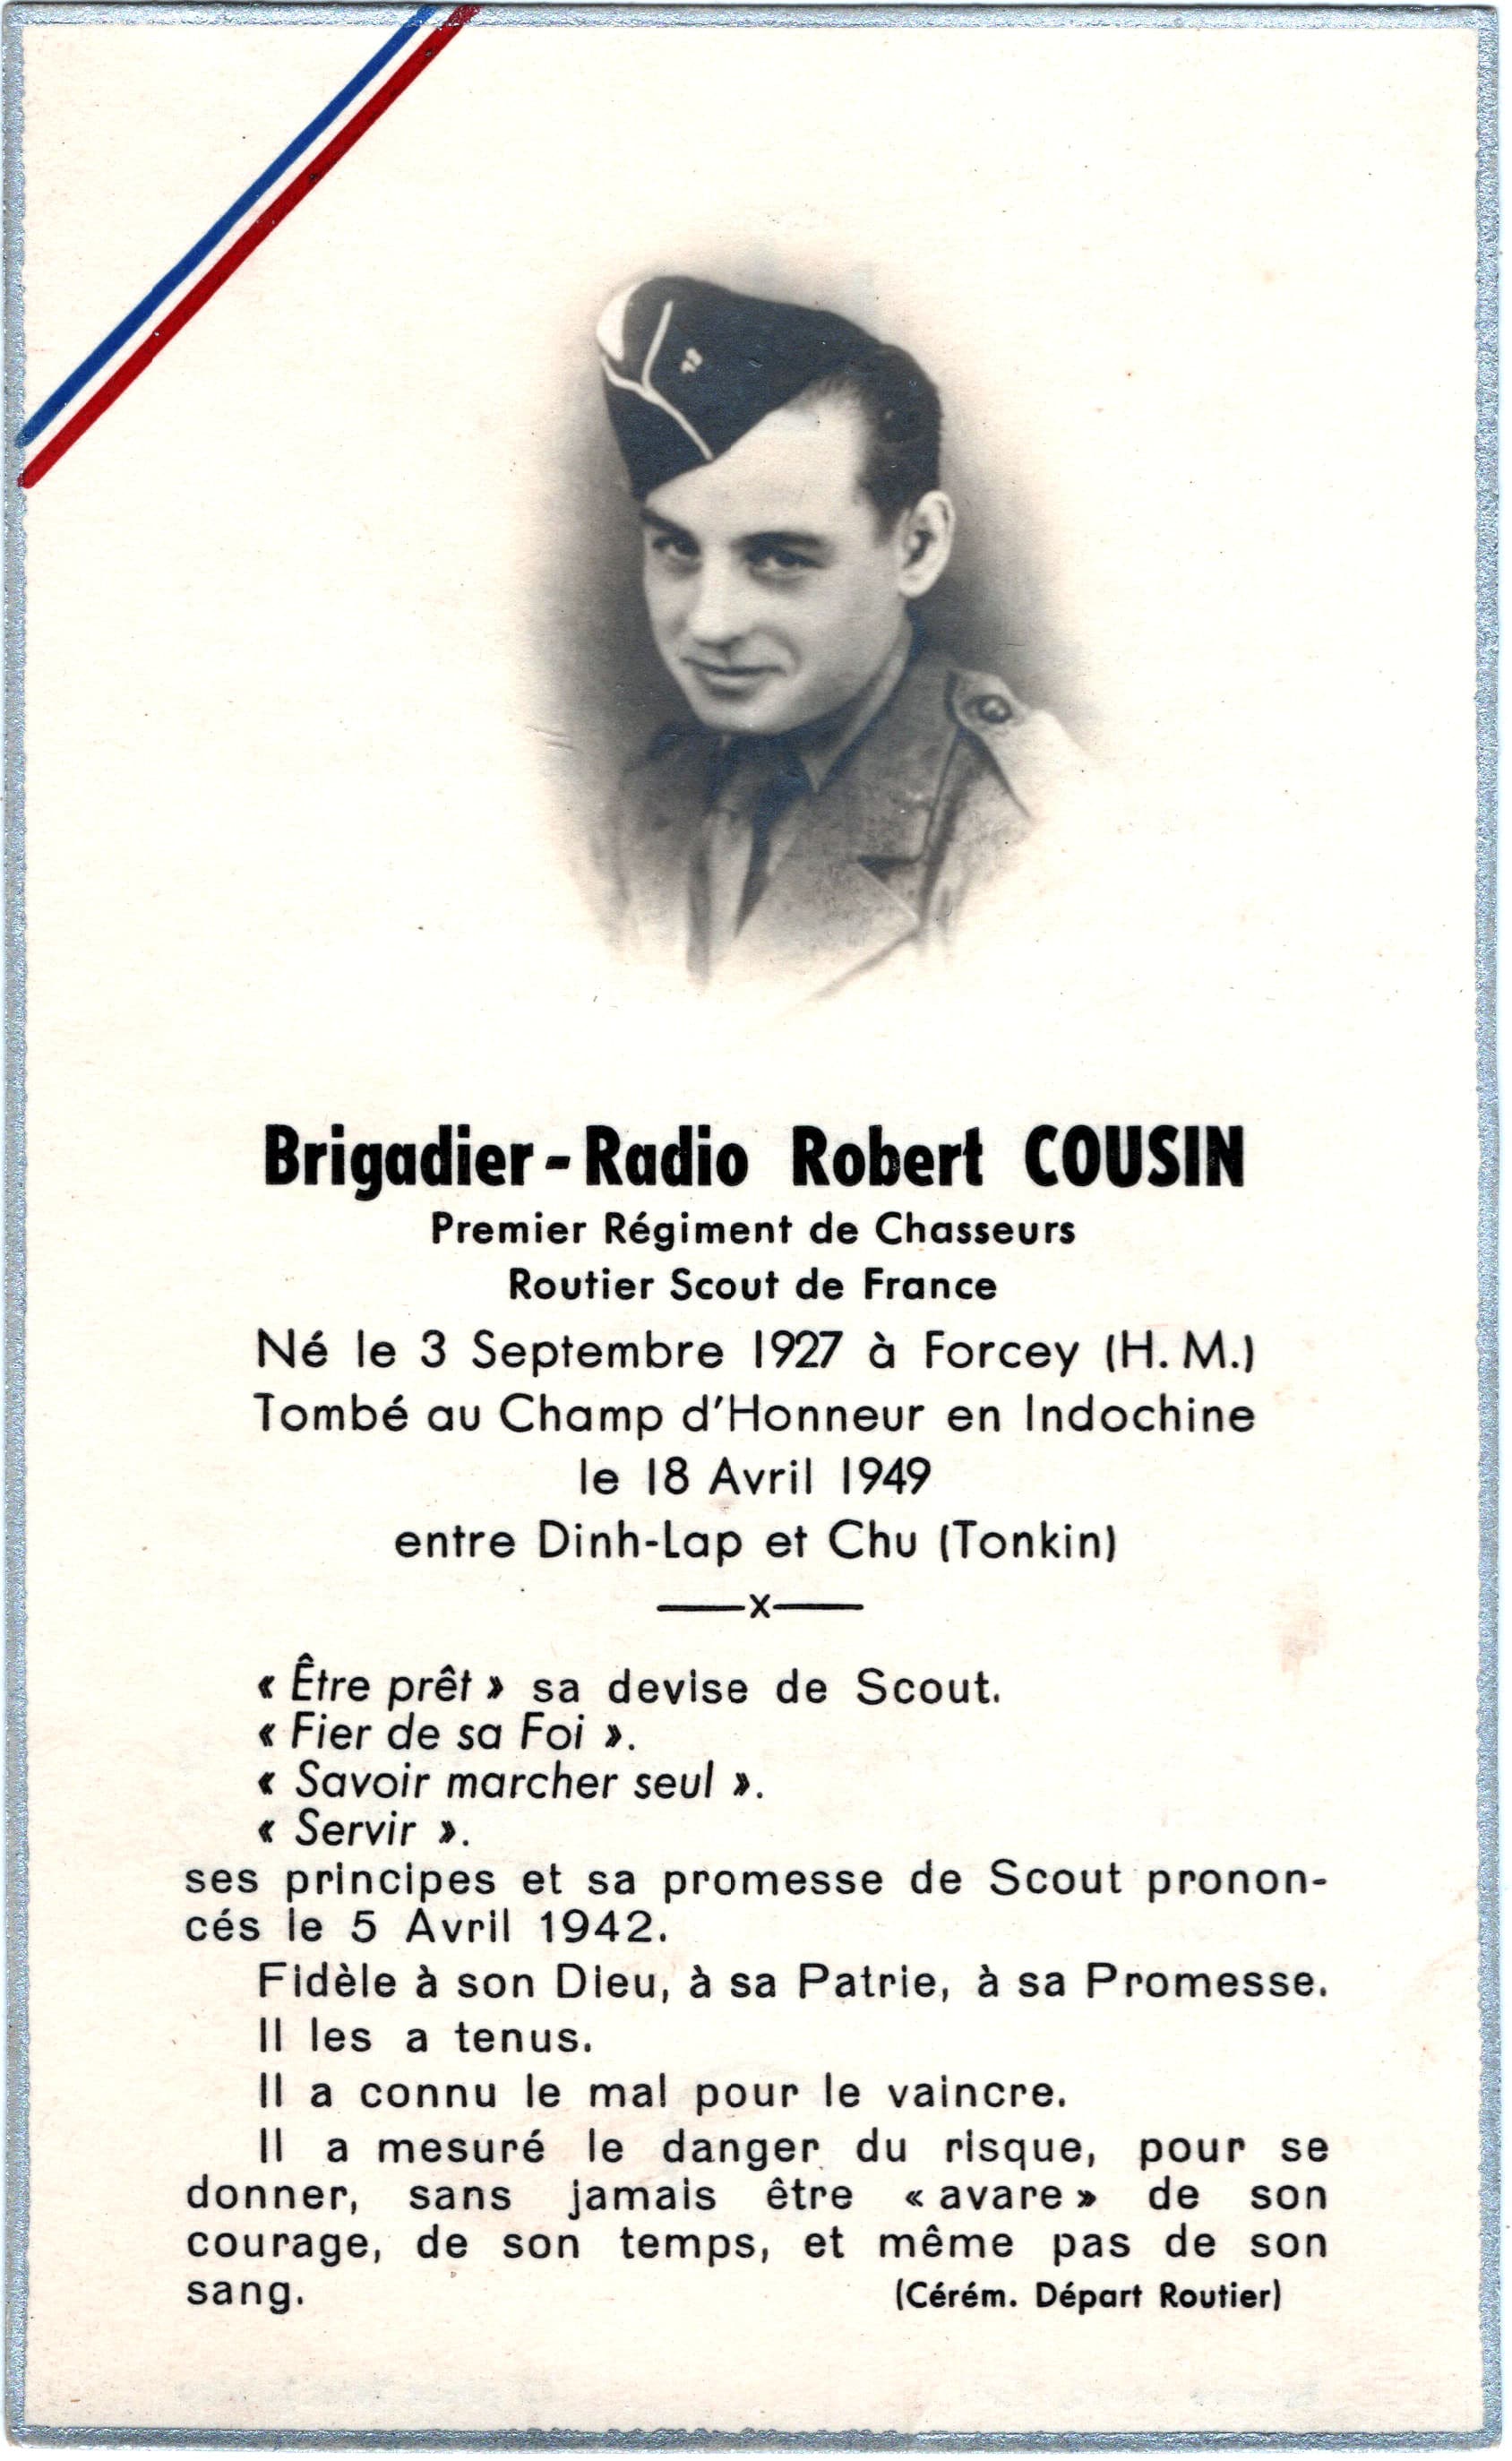 Brigadier-Radio Robert COUSIN
Premier Régiment de Chasseurs
Routier Scout de France
Né le 3 Septembre 1927 à Forcey (H. M.)
Tombé au Champ d'Honneur en Indochine
le 18 Avril 1949
entre Dinh-Lap et Chu (Tonkin)
—x—
« Être prêt » sa devise de Scout.
« Fier de sa Foi ».
« Savoir marcher seul ».
« Servir ».
ses principes et sa promesse de Scout pronon-
cés le 5 Avril 1942.
Fidèle à son Dieu, à sa Patrie, à sa Promesse.
Il les a tenus.
Il a connu le mal pour le vaincre.
Il a mesuré le danger du risque, pour se
donner, sans jamais être « avare » de son
courage, de son temps, et même pas de son
sang. (Cérém. Départ Routier)